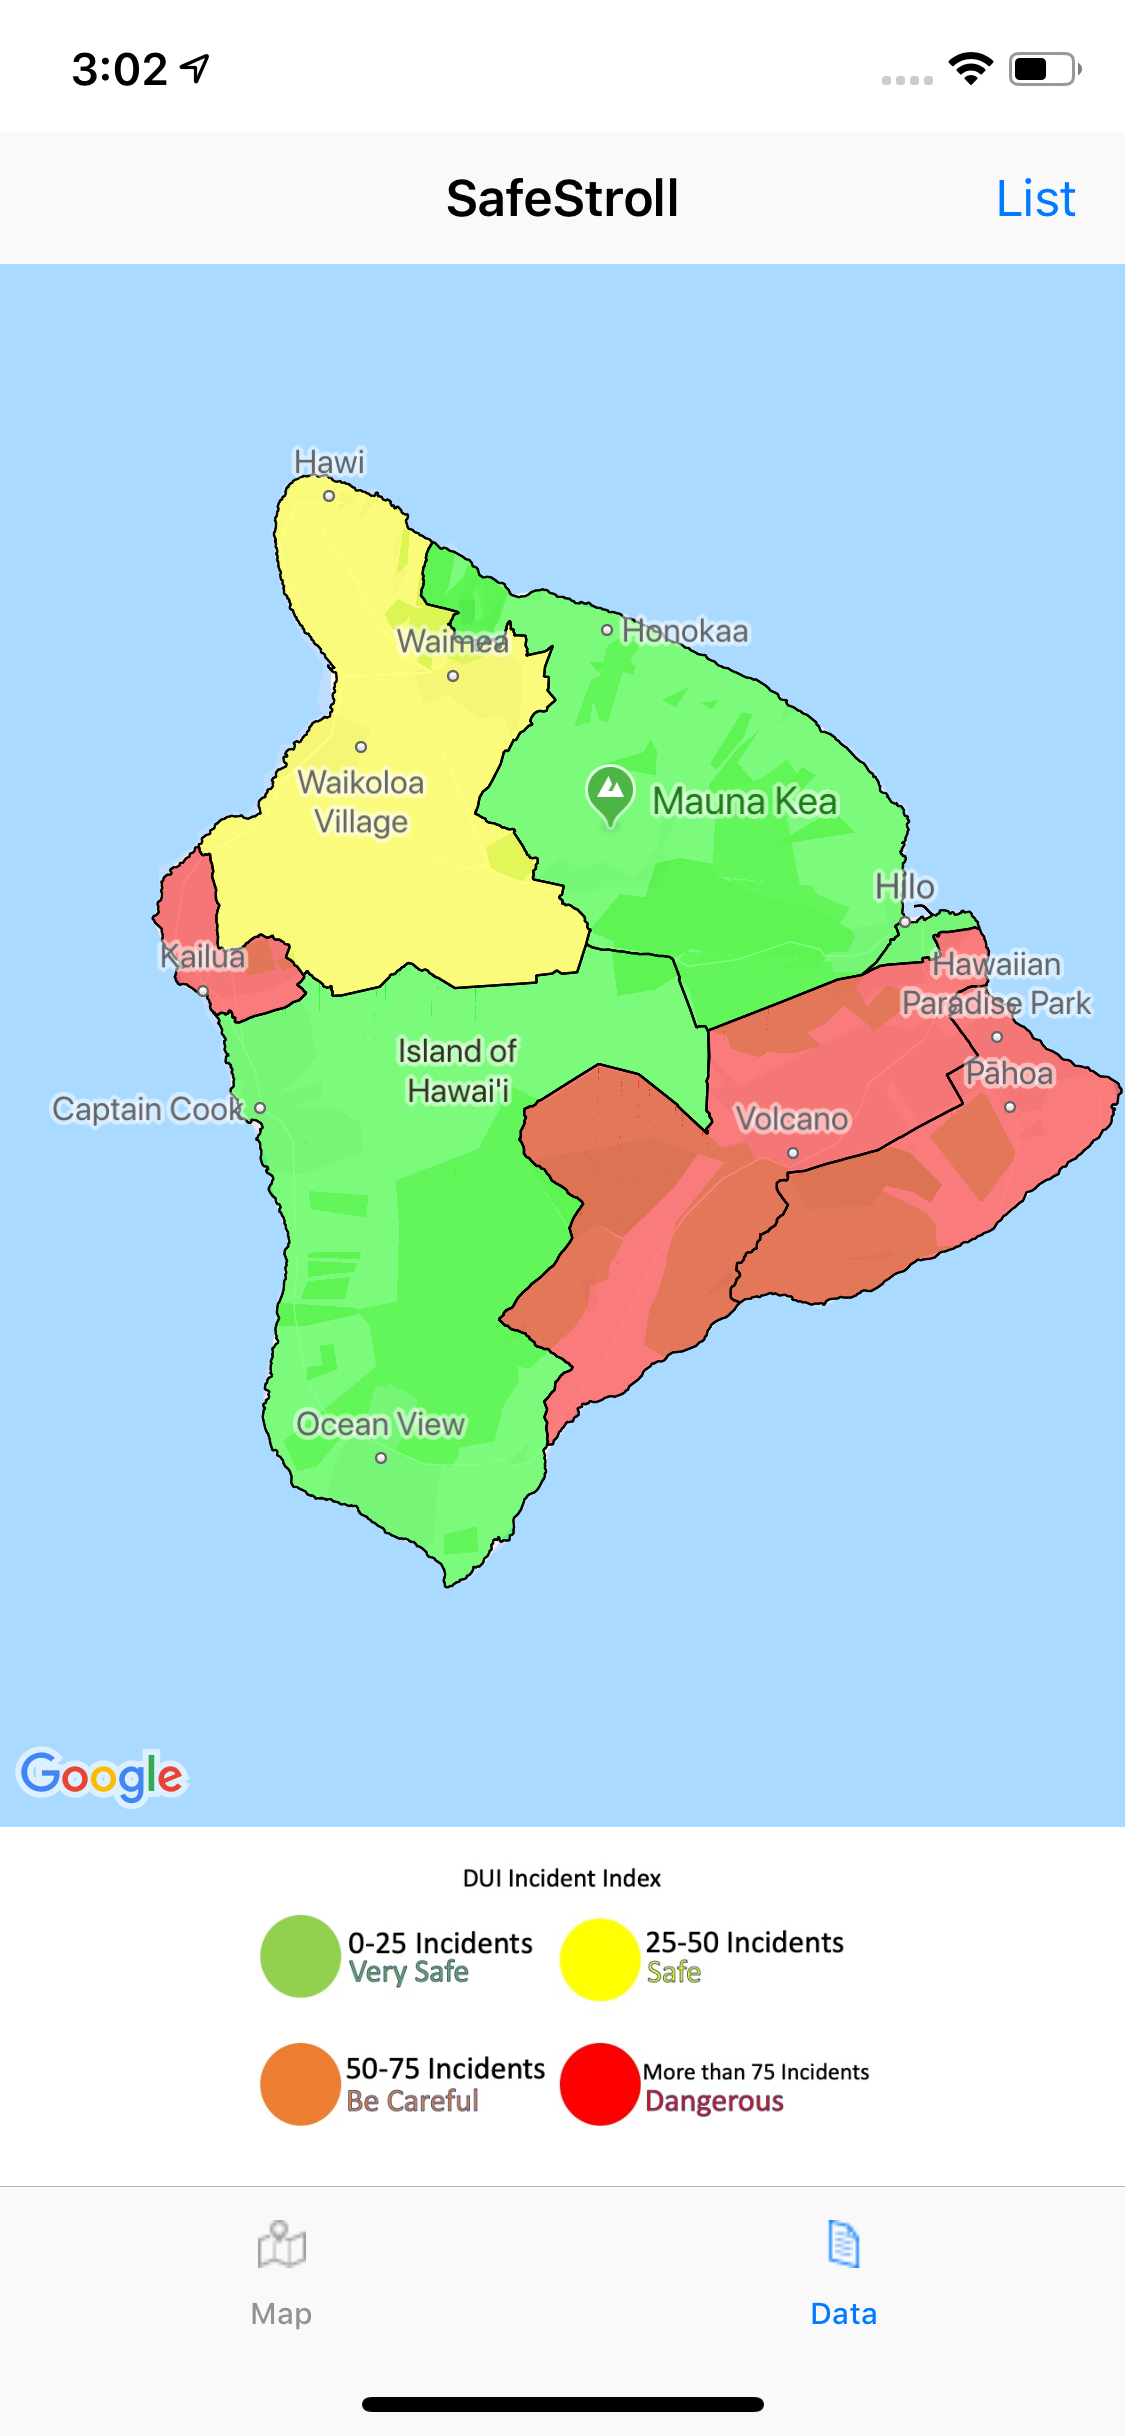 3:02
SafeStroll
List
Hawi
Honokaa
Waimea
Waikoloa
Village
Mauna Kea
Hilo
Kailua
Hawaiian
Paradise Park
Island of
Hawai'i
Pāhoa
Captain Cook
Volcano
Ocean View
Google
DUI Incident Index
0-25 Incidents
Very Safe
25-50 Incidents
Safe
50-75 Incidents
Be Careful
More than 75 Incidents
Dangerous
Map
Data